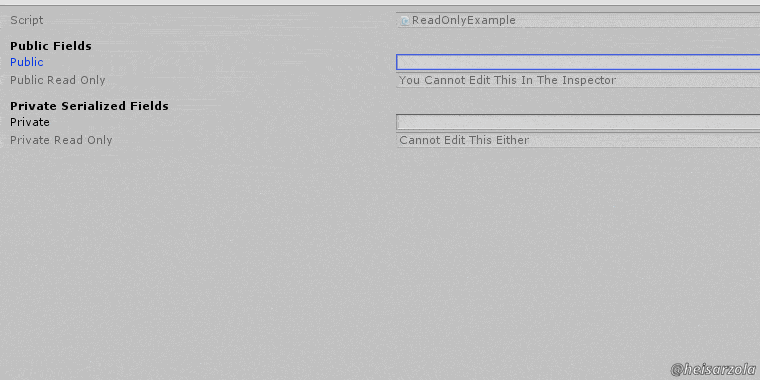 Script ReadOnlyExample
Public Fields
Public
Public Read Only You Cannot Edit This In The Inspector
Private Serialized Fields
Private
Private Read Only Cannot Edit This Either
@heisarzola